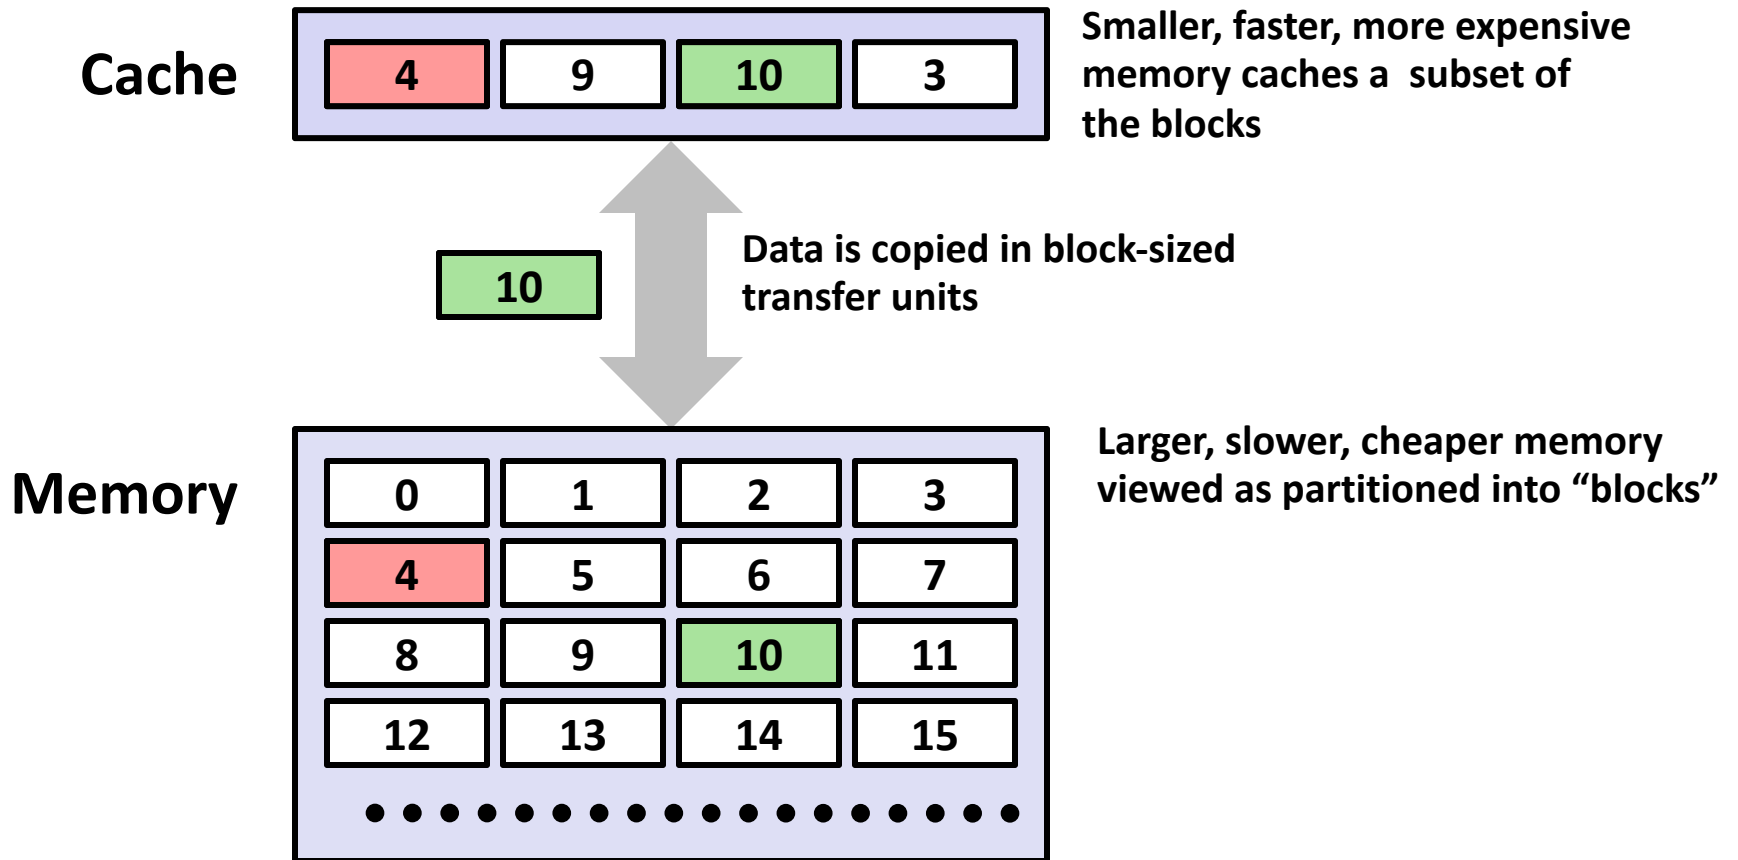 Cache
4 9 10 3
Smaller, faster, more expensive
memory caches a  subset of
the blocks
10
Data is copied in block-sized
transfer units
Memory
Larger, slower, cheaper memory
viewed as partitioned into “blocks”
0 1 2 3
4 5 6 7
8 9 10 11
12 13 14 15